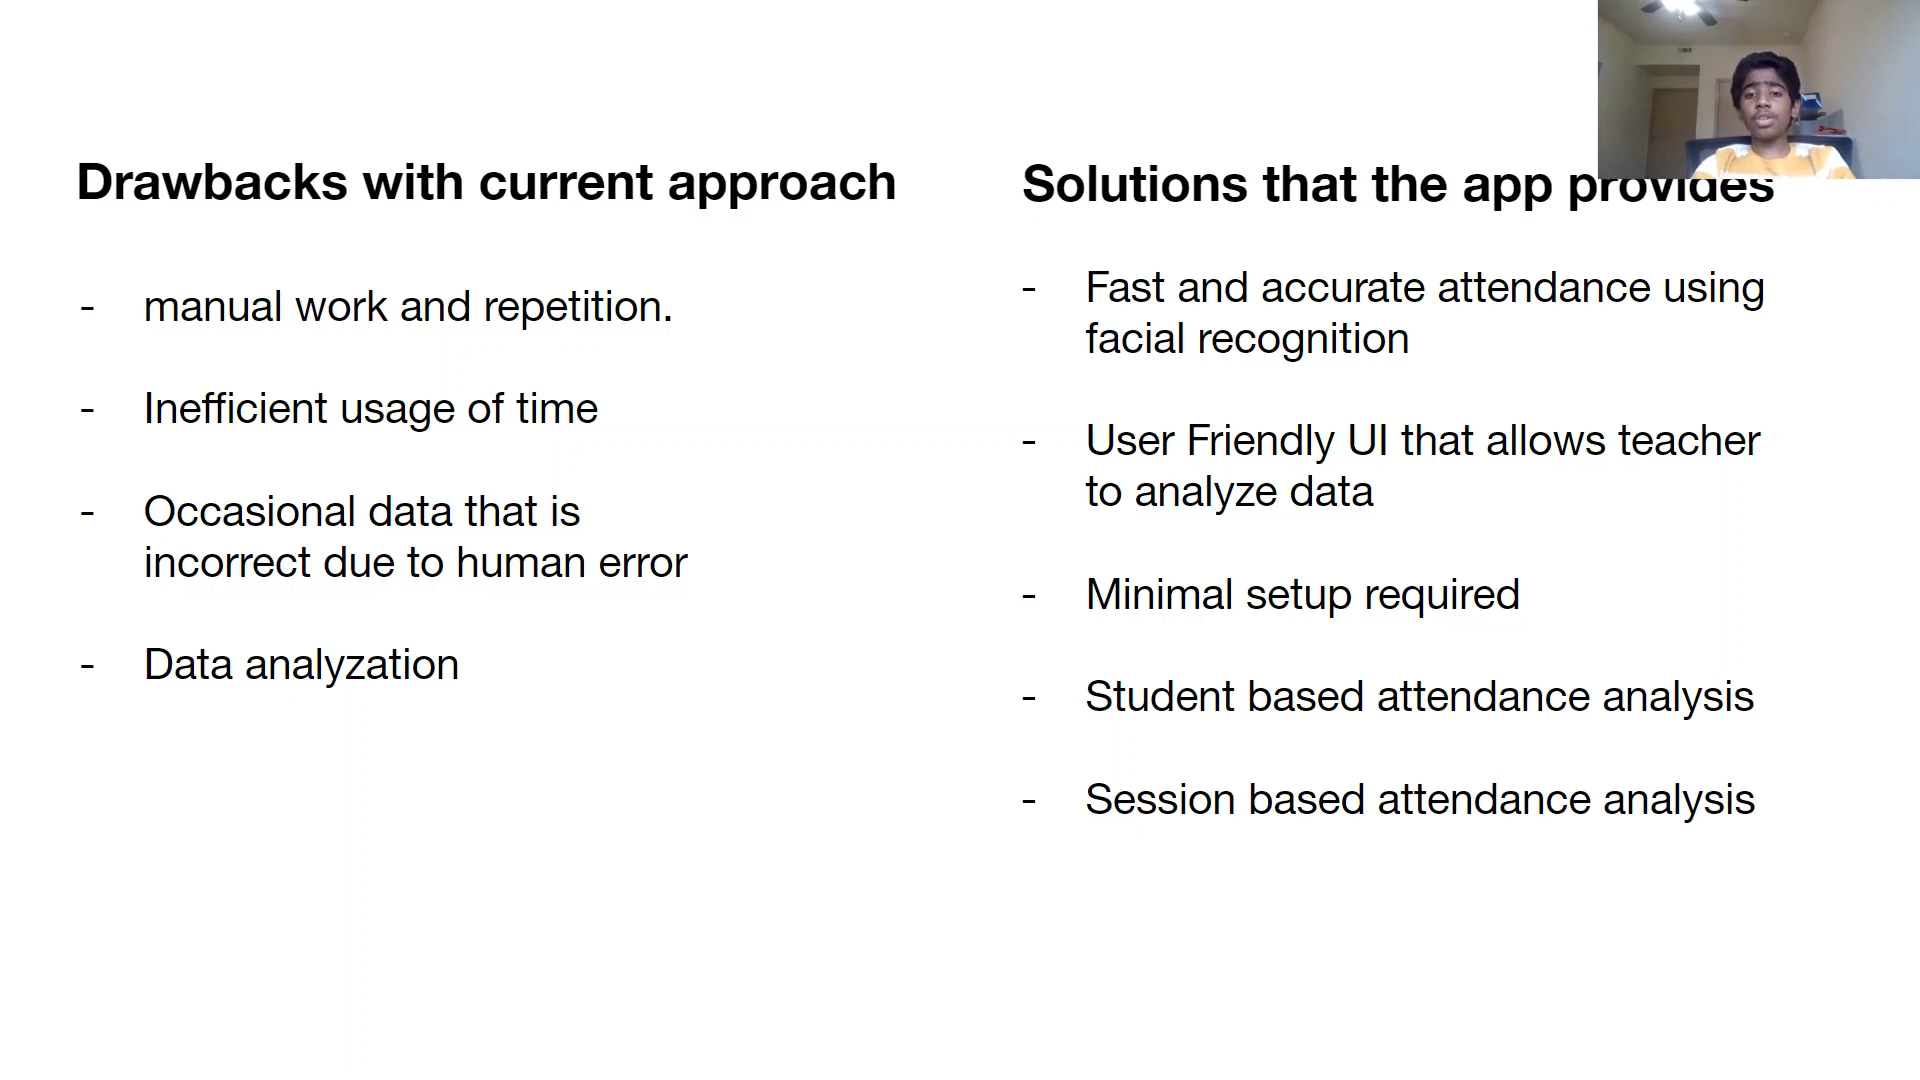 Drawbacks with current approach
- manual work and repetition.
- Inefficient usage of time
- Occasional data that is
incorrect due to human error
- Data analyzation
Solutions that the app provides
- Fast and accurate attendance using
facial recognition
- User Friendly UI that allows teacher
to analyze data
- Minimal setup required
- Student based attendance analysis
- Session based attendance analysis